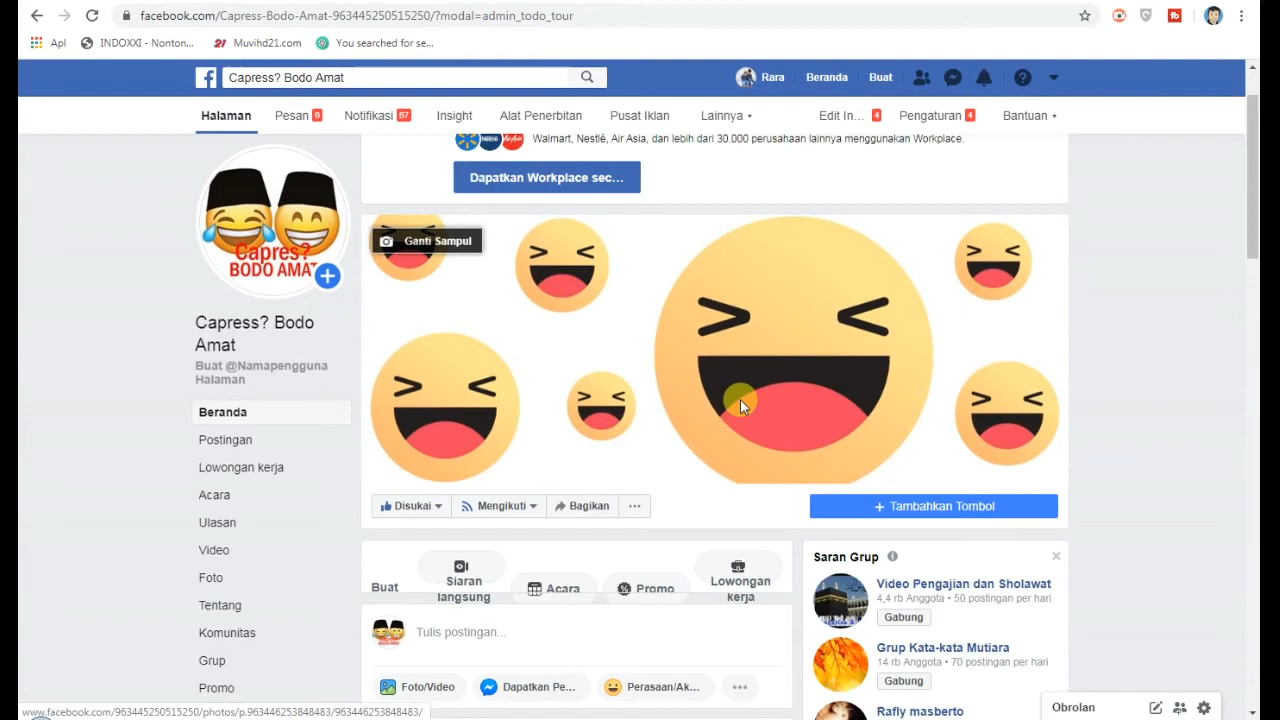 facebook.com/Capress-Bodo-Amat-963445250515250/?modal=admin_todo_tour
Apl
INDOXXI - Nonton...
21 Muvihd21.com
You searched for se...
Capress? Bodo Amat
Rara
Beranda
Buat
Halaman
Pesan 6
Notifikasi 67
Insight
Alat Penerbitan
Pusat Iklan
Lainnya
Edit In... 4
Pengaturan 4
Bantuan
Walmart, Nestlé, Air Asia, dan lebih dari 30.000 perusahaan lainnya menggunakan Workplace.
Dapatkan Workplace sec...
Ganti Sampul
Capres?
BODO AMAT
Capress? Bodo
Amat
Buat @Namapengguna
Halaman
Beranda
Postingan
Lowongan kerja
Acara
Ulasan
Video
Foto
Tentang
Komunitas
Grup
Promo
Disukai
Mengikuti
Bagikan
+ Tambahkan Tombol
Buat
Siaran
langsung
Acara
Promo
Lowongan
kerja
Tulis postingan...
Foto/Video
Dapatkan Pe...
Perasaan/Ak...
Saran Grup
Video Pengajian dan Sholawat
4,4 rb Anggota • 50 postingan per hari
Gabung
Grup Kata-kata Mutiara
14 rb Anggota • 70 postingan per hari
Gabung
Rafly masberto
Obrolan
www.facebook.com/963445250515250/photos/p.963446253848483/963446253848483/